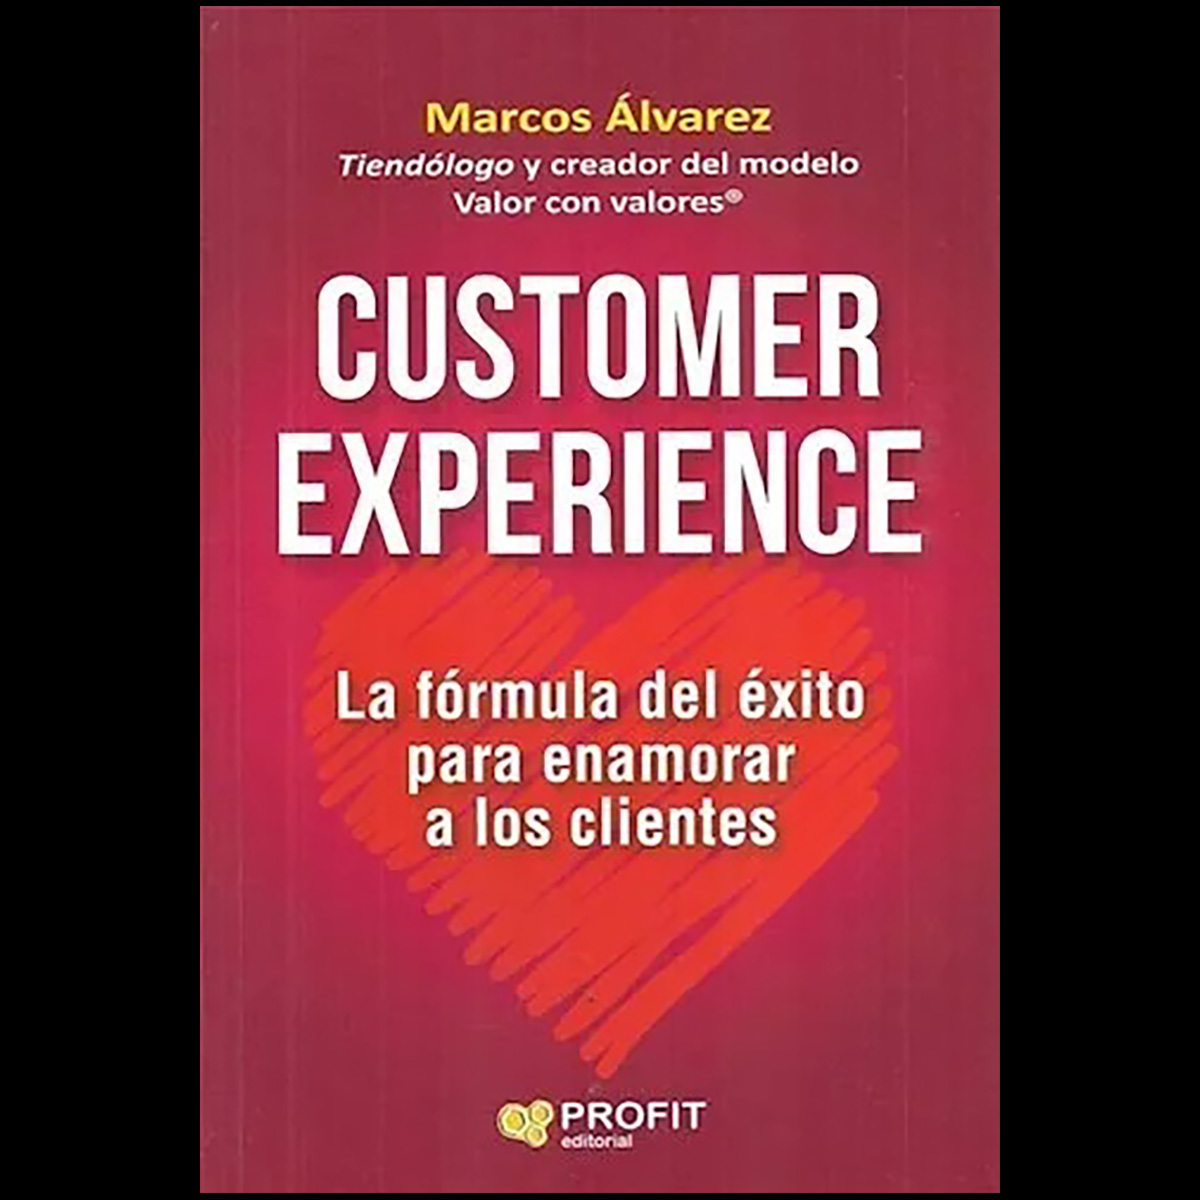 Marcos Álvarez
Tiendólogo y creador del modelo
Valor con valores®
CUSTOMER
EXPERIENCE
La fórmula del éxito
para enamorar
a los clientes
PROFIT
editorial